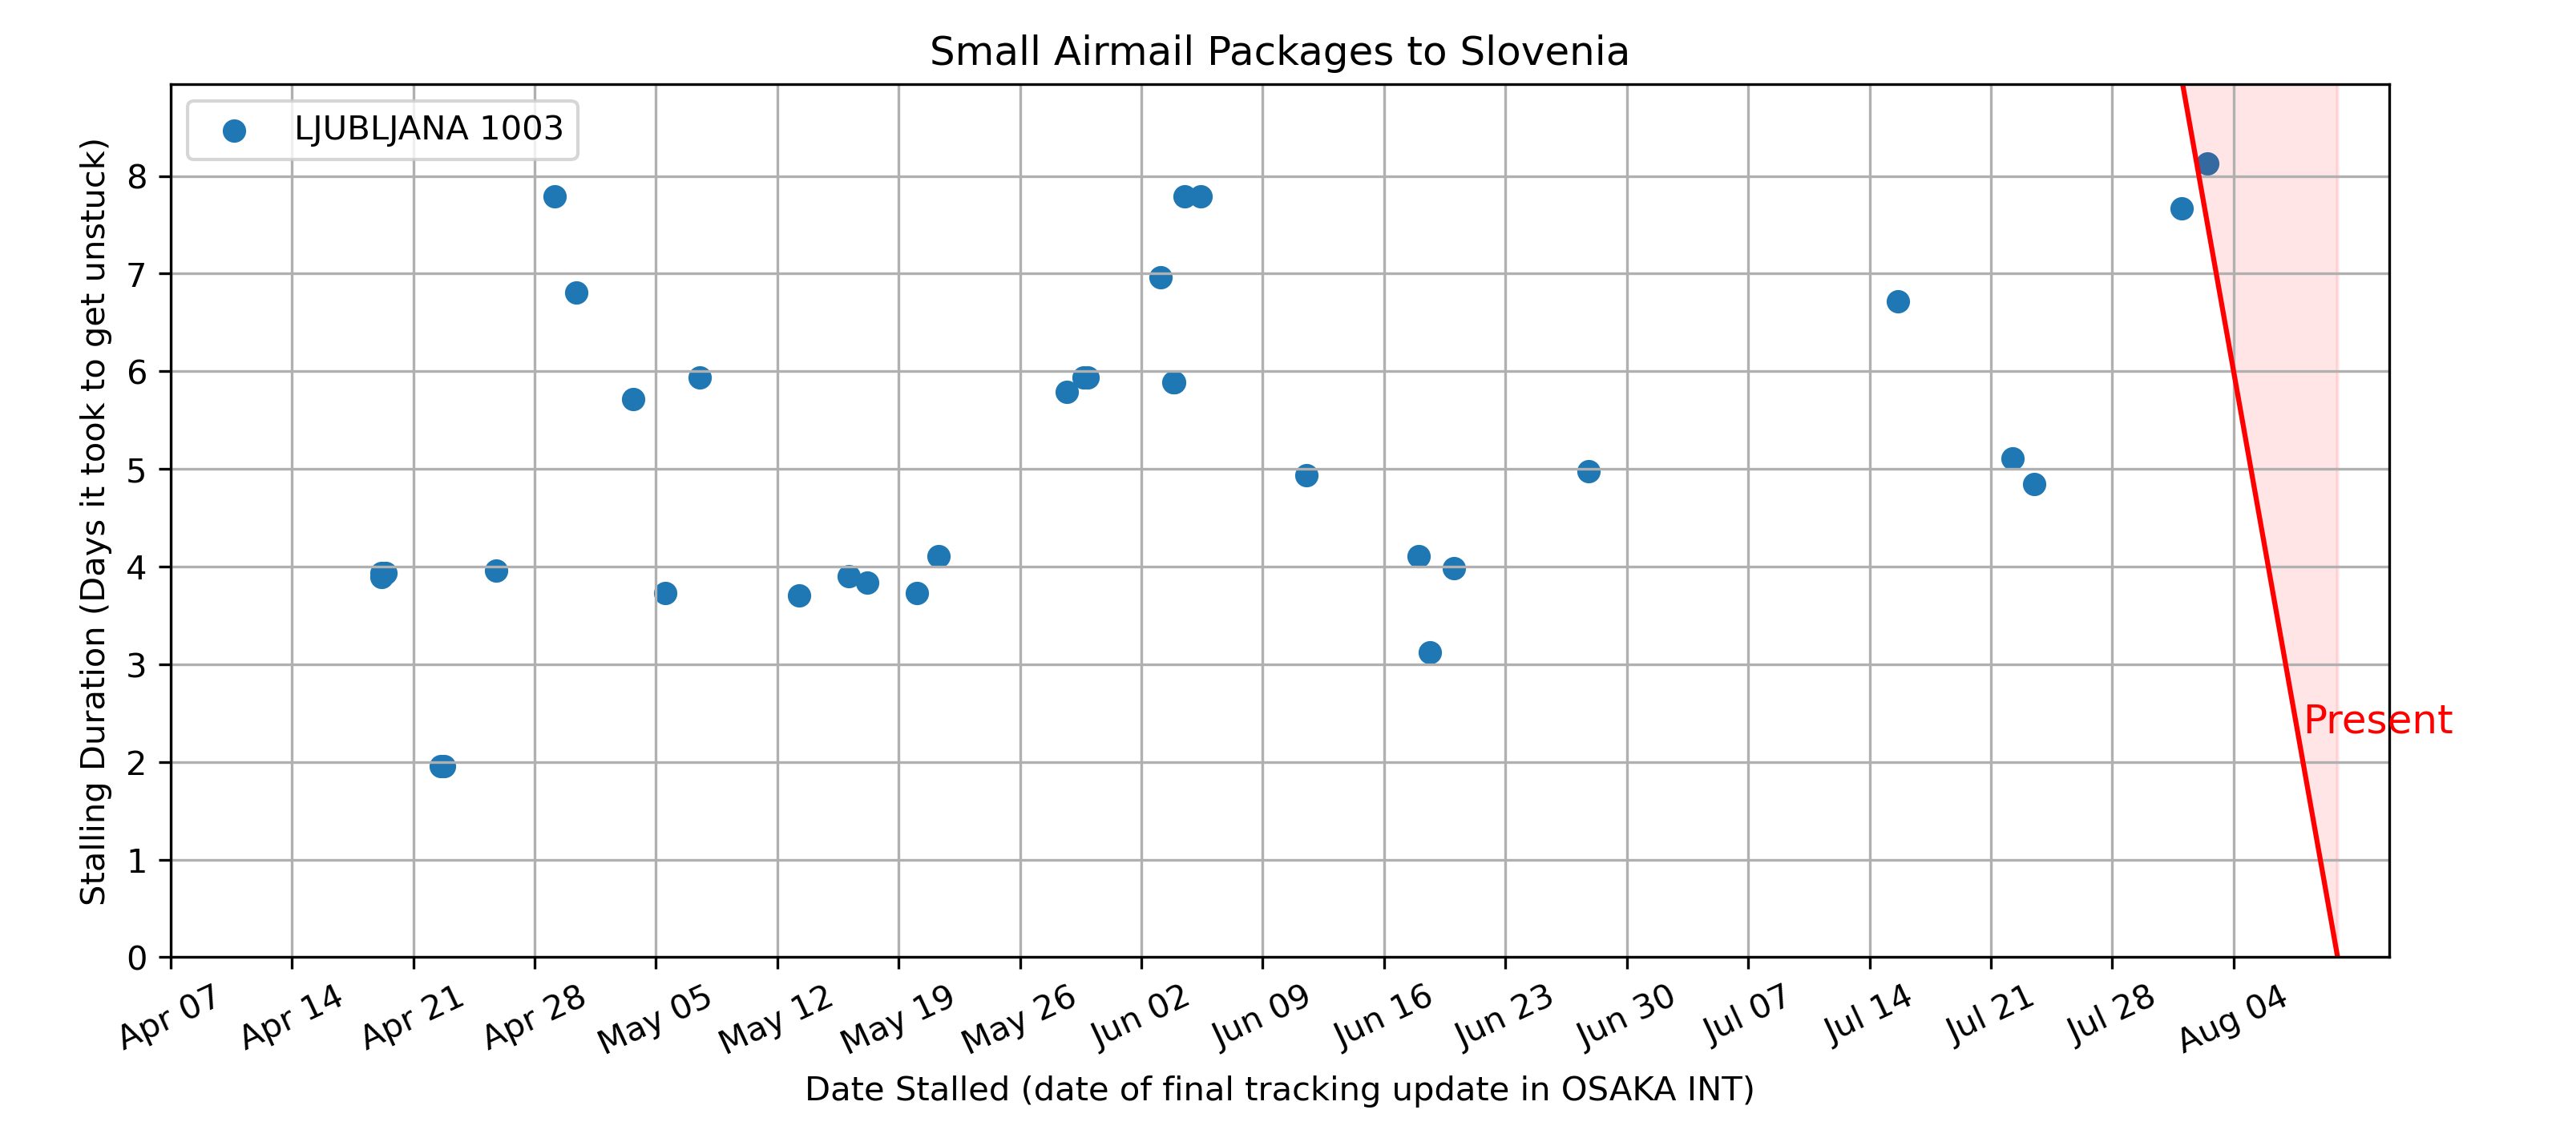 Small Airmail Packages to Slovenia
LJUBLJANA 1003
Stalling Duration (Days it took to get unstuck)
8
7
6
5
4
3
2
1
0
Present
Apr 07 Apr 14 Apr 21 Apr 28 May 05 May 12 May 19 May 26 Jun 02 Jun 09 Jun 16 Jun 23 Jun 30 Jul 07 Jul 14 Jul 21 Jul 28 Aug 04
Date Stalled (date of final tracking update in OSAKA INT)